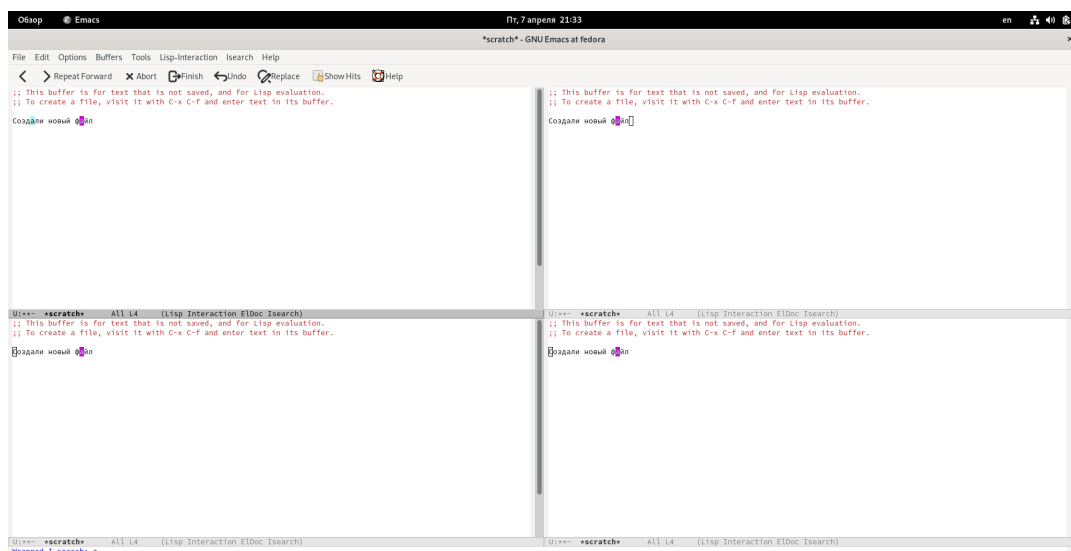 Обзор Emacs Пт, 7 апреля 21:33 en
*scratch* - GNU Emacs at fedora ×
File Edit Options Buffers Tools Lisp-Interaction Isearch Help
Repeat Forward Abort Finish Undo Replace Show Hits Help
;; This buffer is for text that is not saved, and for Lisp evaluation.
;; To create a file, visit it with C-x C-f and enter text in its buffer.
Создали новый файл
U:**- *scratch* All L4 (Lisp Interaction ElDoc Isearch)
;; This buffer is for text that is not saved, and for Lisp evaluation.
;; To create a file, visit it with C-x C-f and enter text in its buffer.
Создали новый файл
U:**- *scratch* All L4 (Lisp Interaction ElDoc Isearch)
;; This buffer is for text that is not saved, and for Lisp evaluation.
;; To create a file, visit it with C-x C-f and enter text in its buffer.
Создали новый файл
U:**- *scratch* All L4 (Lisp Interaction ElDoc Isearch)
;; This buffer is for text that is not saved, and for Lisp evaluation.
;; To create a file, visit it with C-x C-f and enter text in its buffer.
Создали новый файл
U:**- *scratch* All L4 (Lisp Interaction ElDoc Isearch)